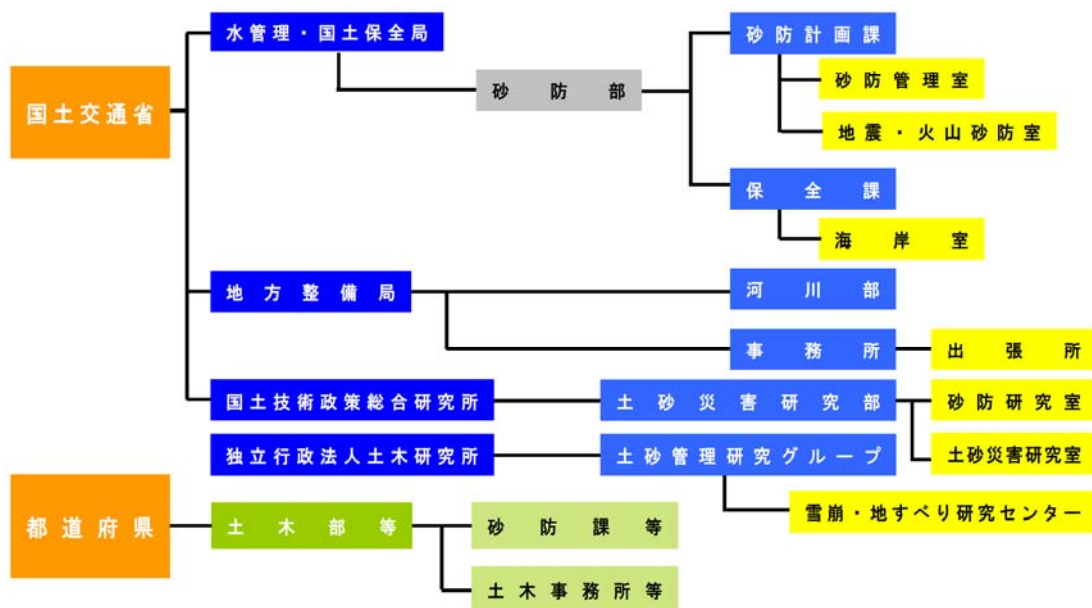 水管理・国土保全局
砂防計画課
砂防管理室
国土交通省
砂防部
地震・火山砂防室
保全課
海岸室
地方整備局
河川部
事務所
出張所
国土技術政策総合研究所
土砂災害研究部
砂防研究室
独立行政法人土木研究所
土砂管理研究グループ
土砂災害研究室
雪崩・地すべり研究センター
都道府県
土木部等
砂防課等
土木事務所等